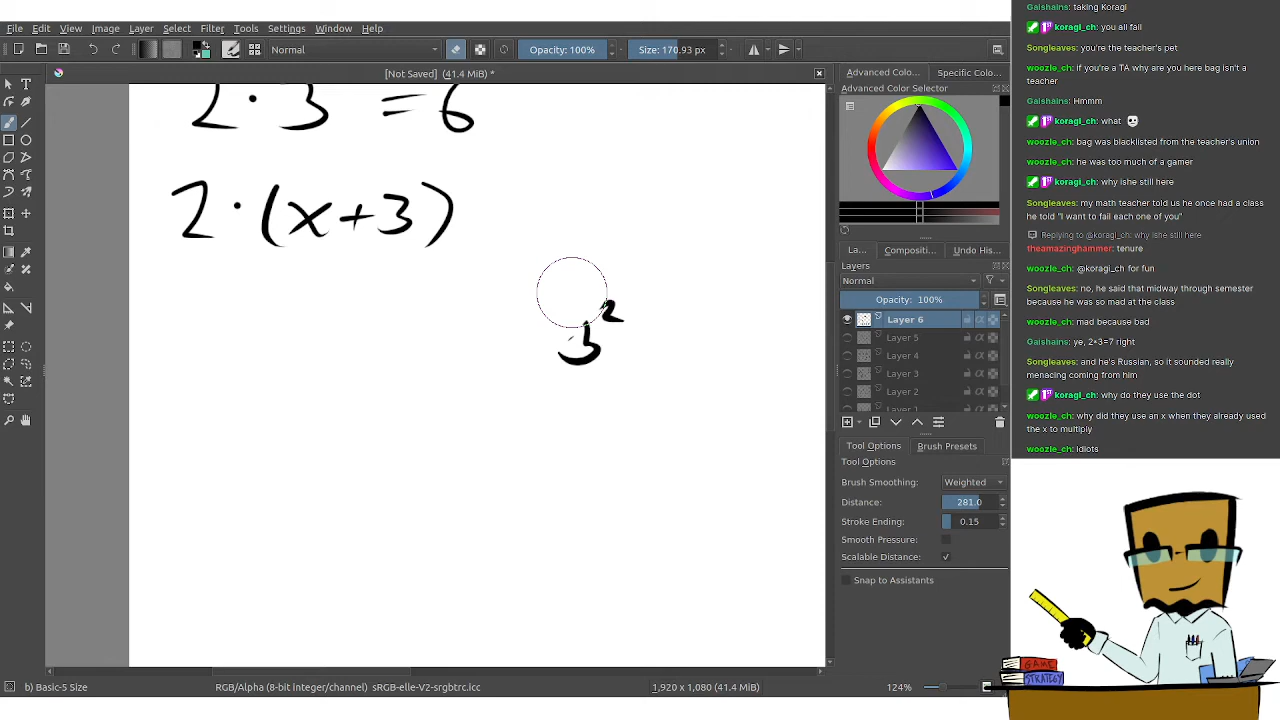 File Edit View Image Layer Select Filter Tools Settings Window Help
Normal
Opacity: 100%
Size: 170.93 px
[Not Saved] (41.4 MiB) *
2 · 3 = 6
2 · (x+3)
3²
Advanced Colo...
Specific Colo...
Advanced Color Selector
La...
Compositi...
Undo His...
Layers
Normal
Opacity: 100%
Layer 6
Layer 5
Layer 4
Layer 3
Layer 2
Layer 1
Tool Options
Brush Presets
Tool Options
Brush Smoothing: Weighted
Distance: 281.0
Stroke Ending: 0.15
Smooth Pressure:
Scalable Distance:
Snap to Assistants
b) Basic-5 Size
RGB/Alpha (8-bit integer/channel) sRGB-elle-V2-srgbtrc.icc
1,920 x 1,080 (41.4 MiB)
124%
Galshains: taking Koragi
koragi_ch: you all fail
Songleaves: you're the teacher's pet
woozle_ch: if you're a TA why are you here bag isn't a
teacher
Galshains: Hmmm
koragi_ch: what
woozle_ch: bag was blacklisted from the teacher's union
woozle_ch: he was too much of a gamer
koragi_ch: why ishe still here
Songleaves: my math teacher told us he once had a class
he told "I want to fail each one of you"
Replying to @koragi_ch: why ishe still here
theamazinghammer: tenure
woozle_ch: @koragi_ch for fun
Songleaves: no, he said that midway through semester
because he was so mad at the class
woozle_ch: mad because bad
Galshains: ye, 2*3=7 right
Songleaves: and he's Russian, so it sounded really
menacing coming from him
koragi_ch: why do they use the dot
woozle_ch: why did they use an x when they already used
the x to multiply
woozle_ch: Idiots
GAME
STRATEGY